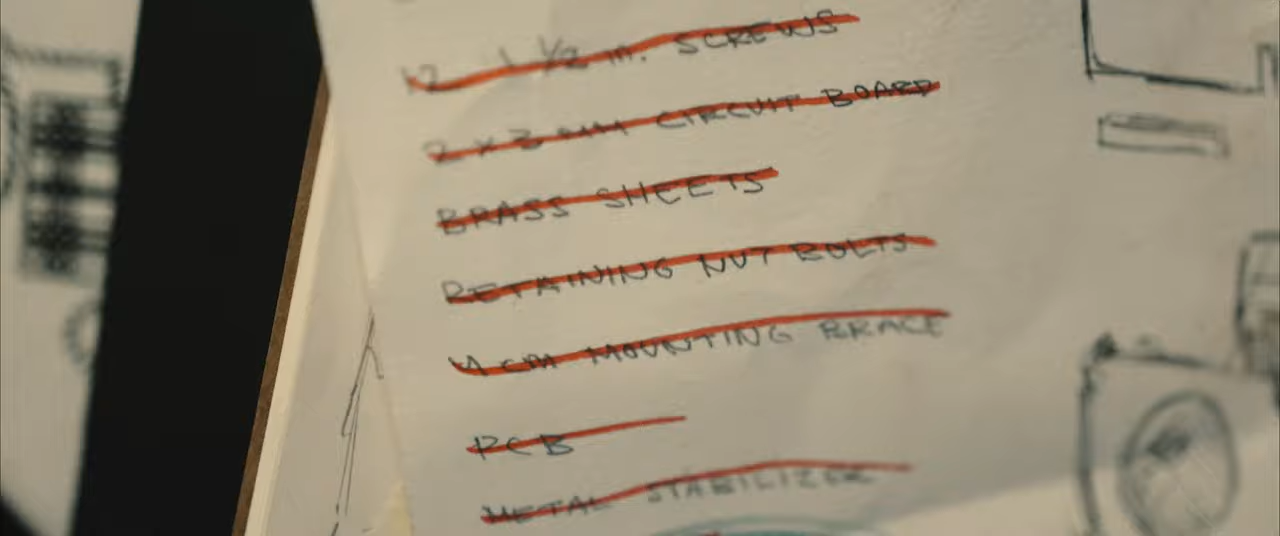 12 1 1/2 in. SCREWS
2 x 3 mm CIRCUIT BOARD
BRASS SHEETS
RETAINING NUT BOLTS
4 cm MOUNTING BRACE
PCB
METAL STABILIZER